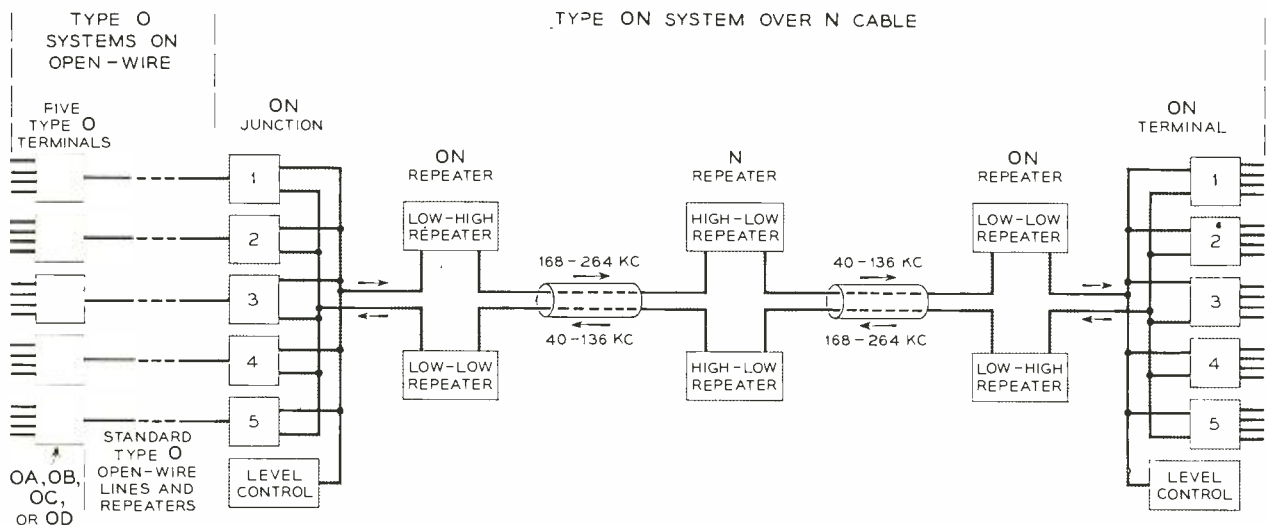 TYPE O
SYSTEMS ON
OPEN-WIRE
TYPE ON SYSTEM OVER N CABLE
FIVE
TYPE O
TERMINALS
ON
JUNCTION
ON
TERMINAL
ON
REPEATER
N
REPEATER
ON
REPEATER
1
2
3
4
5
LEVEL
CONTROL
LOW-HIGH
REPEATER
LOW-LOW
REPEATER
168-264 KC
40-136 KC
HIGH-LOW
REPEATER
HIGH-LOW
REPEATER
40-136 KC
168-264 KC
LOW-LOW
REPEATER
LOW-HIGH
REPEATER
1
2
3
4
5
LEVEL
CONTROL
OA, OB,
OC,
OR OD
STANDARD
TYPE O
OPEN-WIRE
LINES AND
REPEATERS